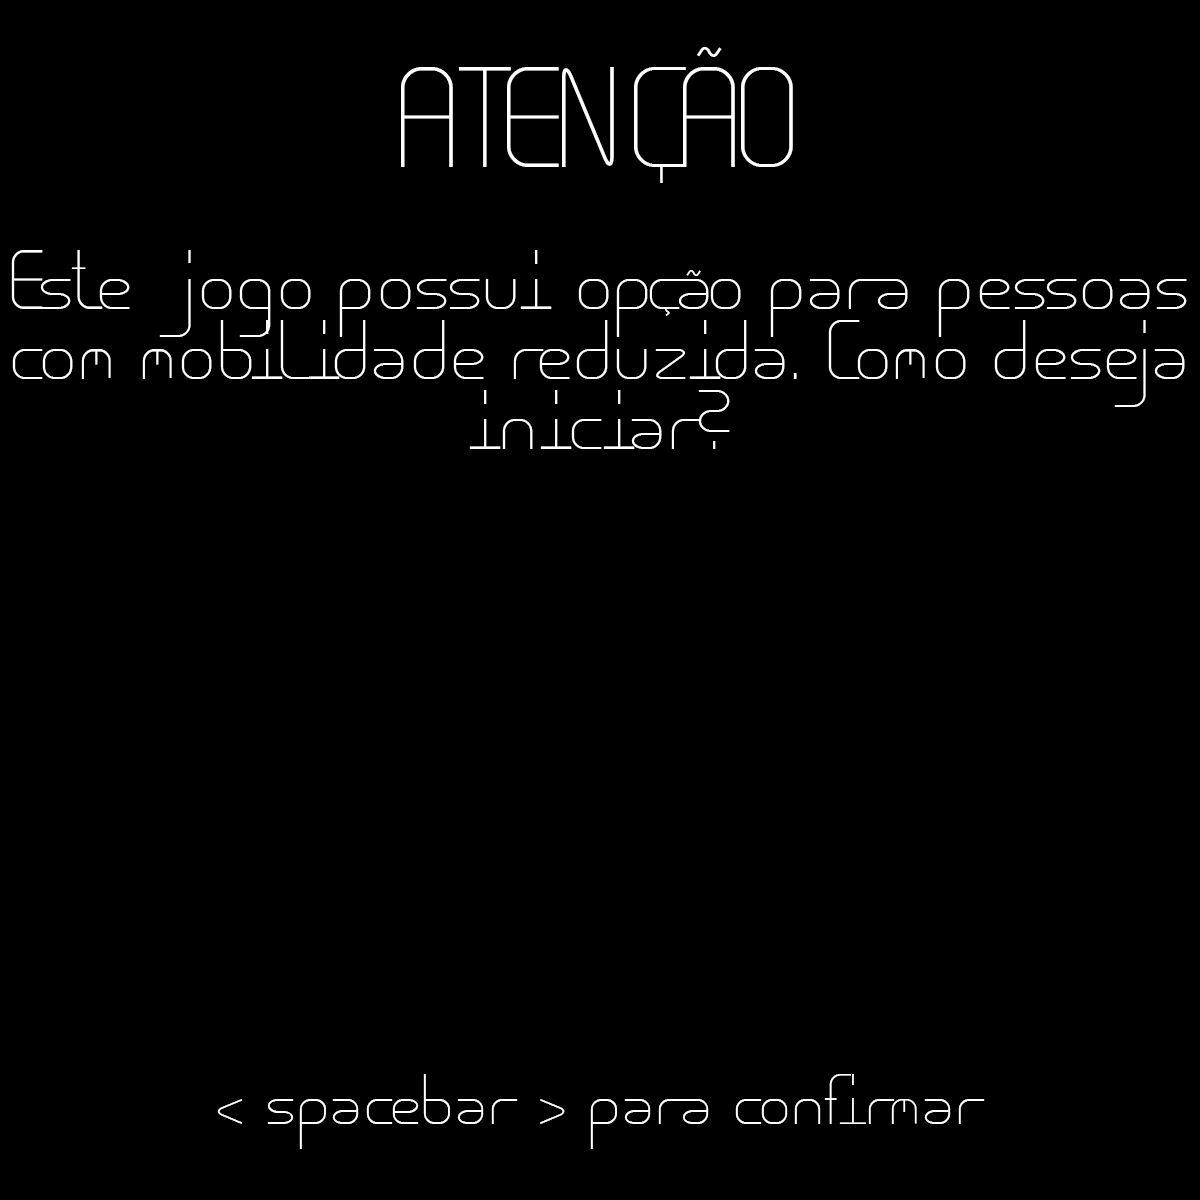 ATENÇÃO
Este jogo possui opção para pessoas
com mobilidade reduzida. Como deseja
iniciar?
< spacebar > para confirmar